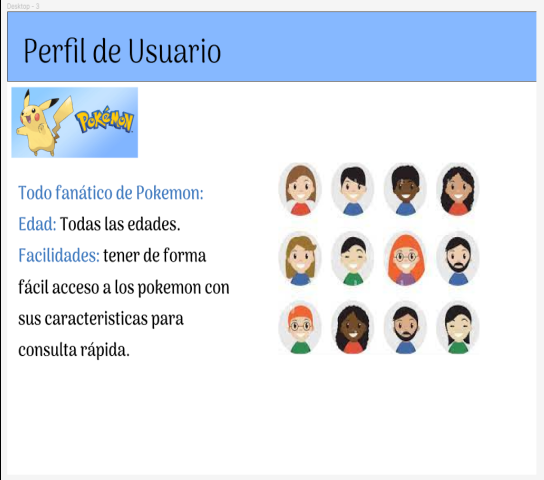 Desktop - 3
Perfil de Usuario
POKéMON
Todo fanático de Pokemon:
Edad: Todas las edades.
Facilidades: tener de forma
fácil acceso a los pokemon con
sus caracteristicas para
consulta rápida.